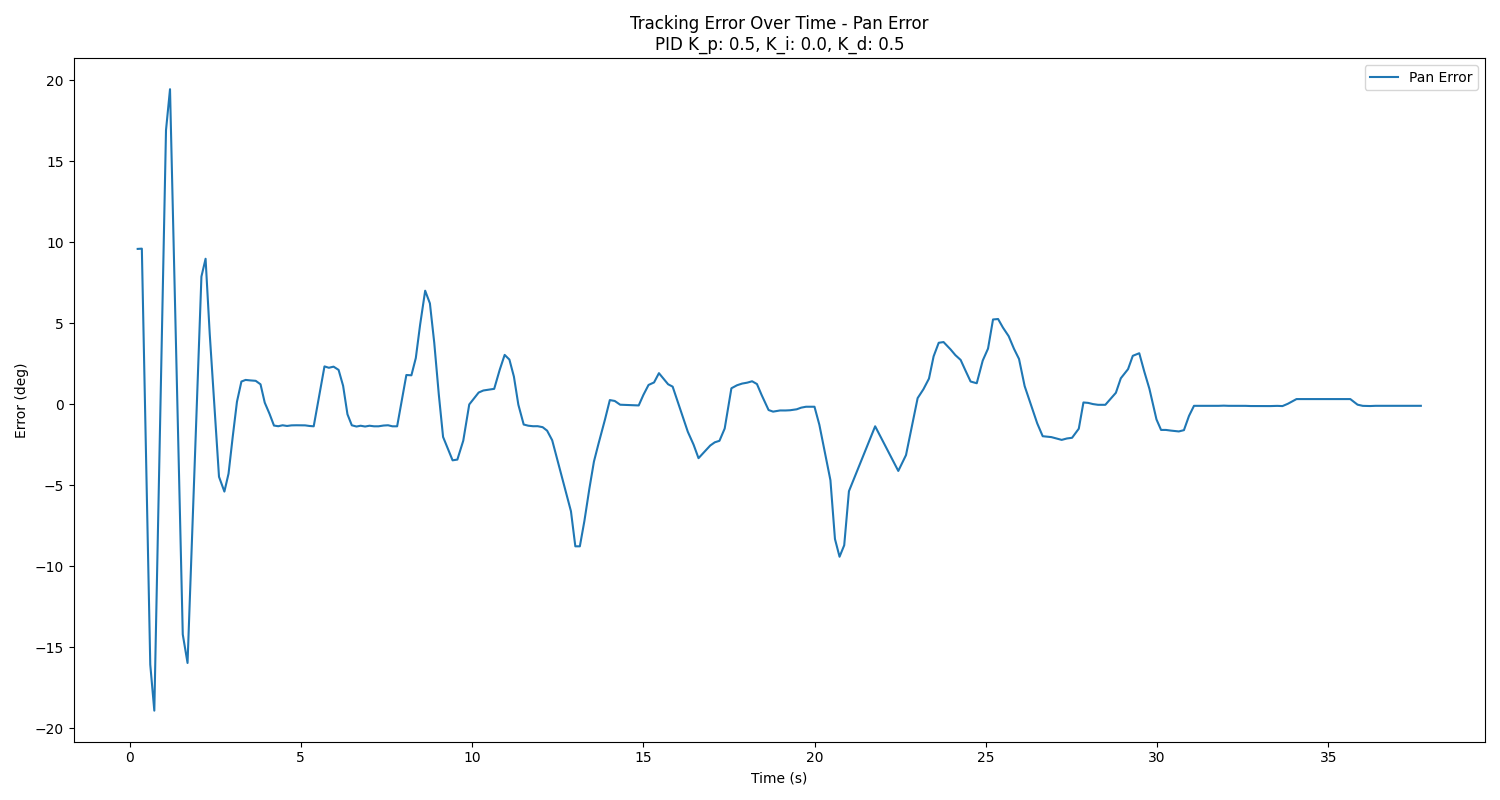 Tracking Error Over Time - Pan Error
PID K_p: 0.5, K_i: 0.0, K_d: 0.5
Pan Error
20
15
10
5
0
−5
−10
−15
−20
Error (deg)
0 5 10 15 20 25 30 35
Time (s)